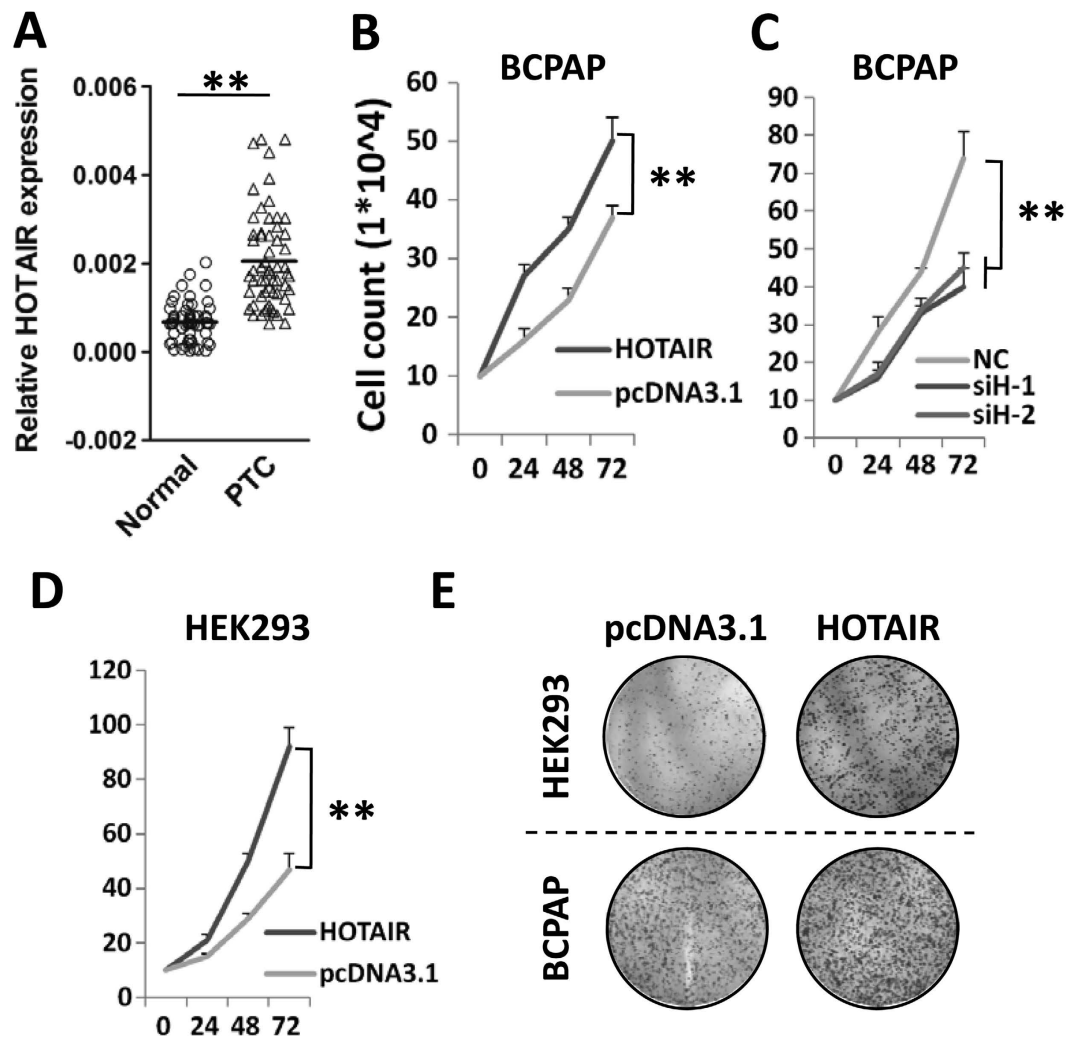 A
Relative HOTAIR expression
0.006
0.004
0.002
0.000
-0.002
**
Normal
PTC
B
BCPAP
Cell count (1*10^4)
60
50
40
30
20
10
0
**
HOTAIR
pcDNA3.1
0 24 48 72
C
BCPAP
90
80
70
60
50
40
30
20
10
0
**
NC
siH-1
siH-2
0 24 48 72
D
HEK293
120
100
80
60
40
20
0
**
HOTAIR
pcDNA3.1
0 24 48 72
E
pcDNA3.1 HOTAIR
HEK293
BCPAP